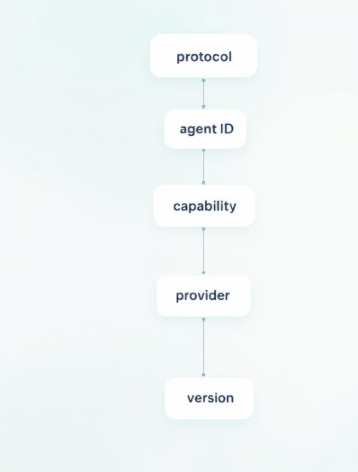 protocol
agent ID
capability
provider
version